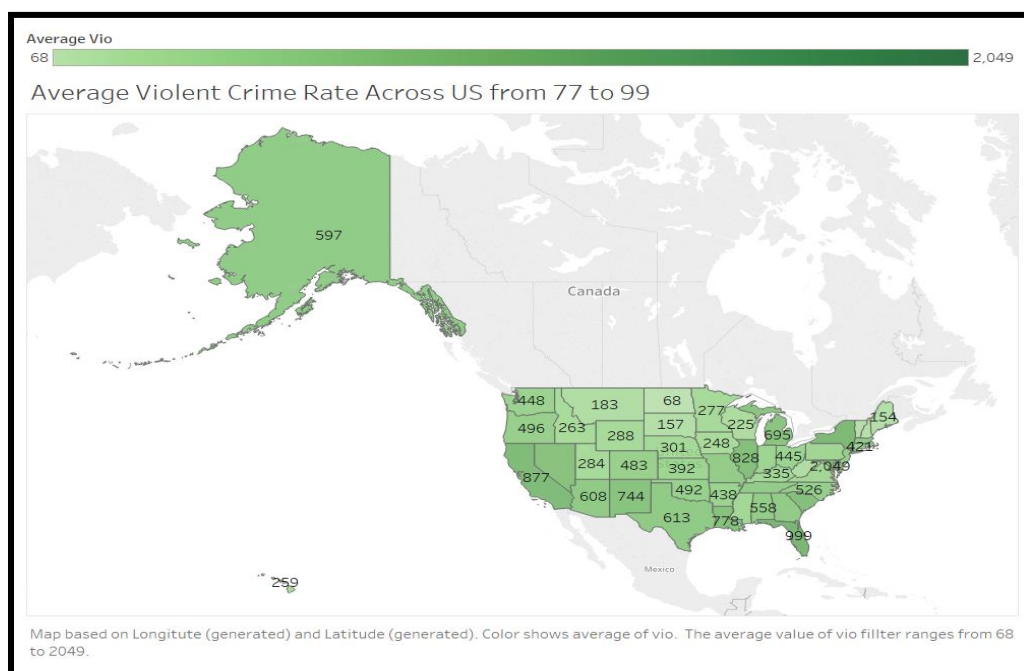 Average Vio
68 2,049
Average Violent Crime Rate Across US from 77 to 99
597
Canada
448 183 68 277 154
496 263 157 225
288 695
301 248 421
284 483 392 828 445 2,049
877 335
608 744 492 438 526
613 558
778 999
Mexico
259
Map based on Longitute (generated) and Latitude (generated). Color shows average of vio. The average value of vio fillter ranges from 68
to 2049.